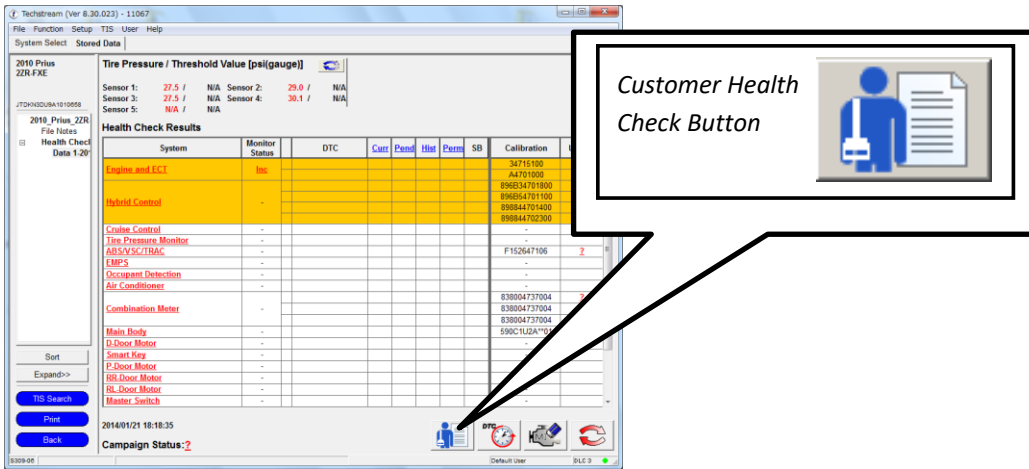 Techstream (Ver 8.30.023) - 11067
File Function Setup TIS User Help
System Select Stored Data
2010 Prius
2ZR-FXE
JTDKN3DU9A1010658
2010_Prius_2ZR
File Notes
Health Check
Data 1-20
Sort
Expand>>
TIS Search
Print
Back
Tire Pressure / Threshold Value [psi(gauge)]
Sensor 1: 27.5 / N/A Sensor 2: 29.0 / N/A
Sensor 3: 27.5 / N/A Sensor 4: 30.1 / N/A
Sensor 5: N/A / N/A
Health Check Results
System Monitor Status DTC Curr Pend Hist Perm SB Calibration
Engine and ECT Inc 34715100
A4701000
Hybrid Control - 896B34701800
896B54701100
898844701400
898844702300
Cruise Control - -
Tire Pressure Monitor - -
ABS/VSC/TRAC - F152647106 ?
EMPS - -
Occupant Detection - -
Air Conditioner - -
Combination Meter - 838004737004 ?
838004737004
838004737004
Main Body - 590C1U2A**01
D-Door Motor - -
Smart Key -
P-Door Motor -
RR-Door Motor - -
RL-Door Motor - -
Master Switch - -
2014/01/21 18:18:35
Campaign Status:?
DTC
S309-06 Default User DLC 3
Customer Health
Check Button